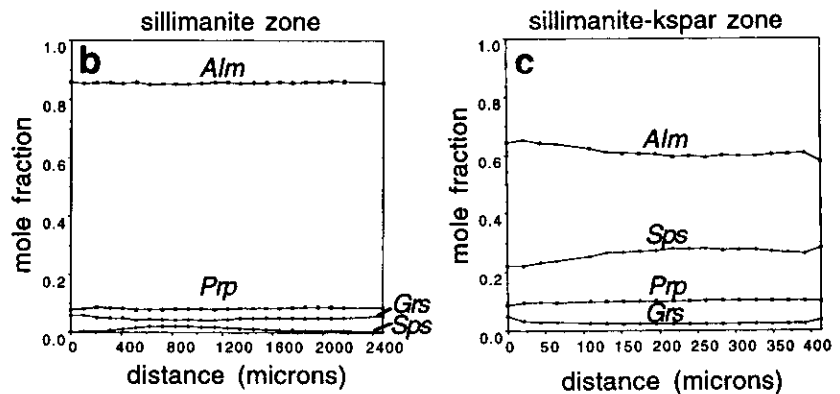 sillimanite zone
b
1.0
0.8
0.6
0.4
0.2
0.0
mole fraction
Alm
Prp
Grs
Sps
0 400 800 1200 1600 2000 2400
distance (microns)
sillimanite-kspar zone
c
1.0
0.8
0.6
0.4
0.2
0.0
mole fraction
Alm
Sps
Prp
Grs
0 50 100 150 200 250 300 350 400
distance (microns)